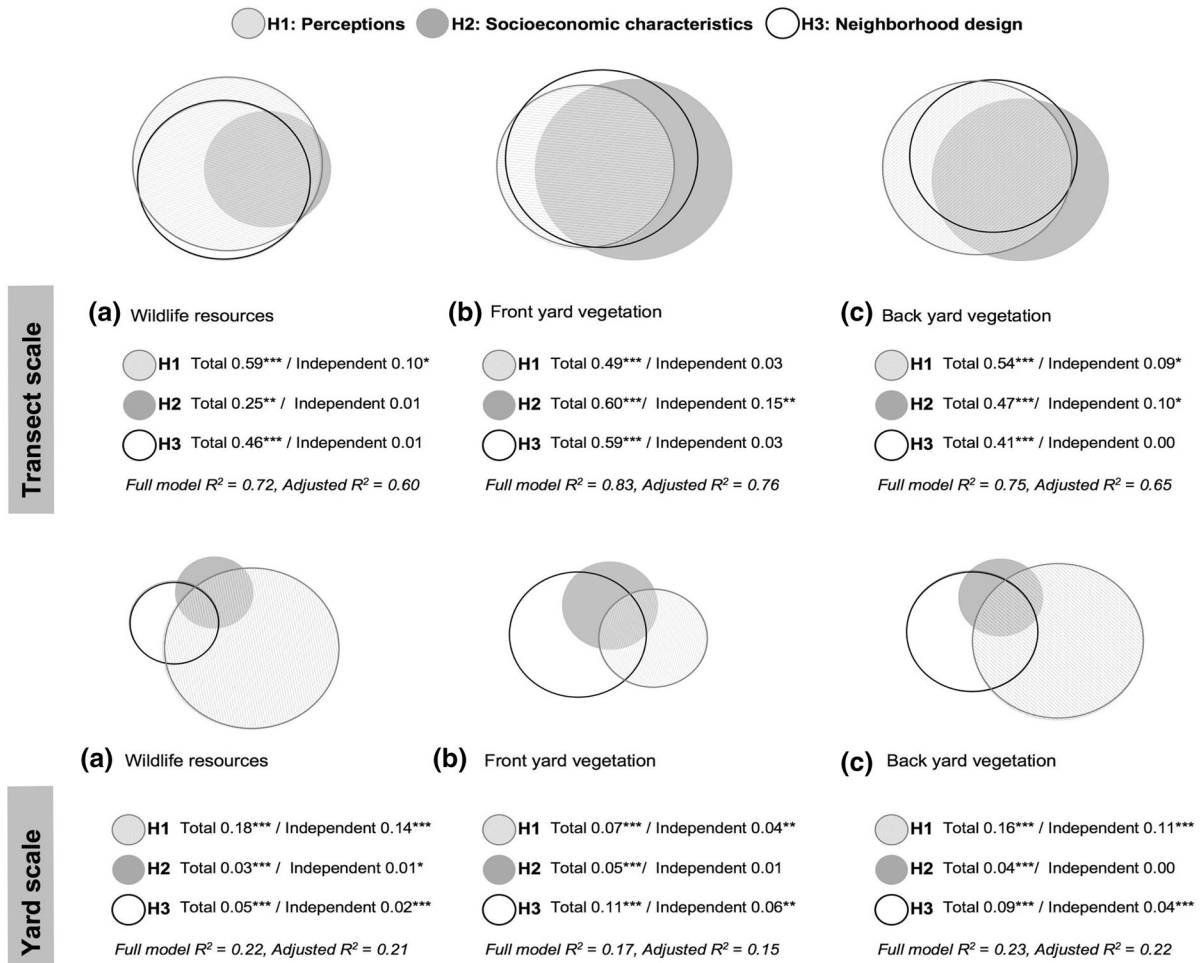 H1: Perceptions H2: Socioeconomic characteristics H3: Neighborhood design
Transect scale
(a) Wildlife resources
H1 Total 0.59*** / Independent 0.10*
H2 Total 0.25** / Independent 0.01
H3 Total 0.46*** / Independent 0.01
Full model R² = 0.72, Adjusted R² = 0.60
(b) Front yard vegetation
H1 Total 0.49*** / Independent 0.03
H2 Total 0.60***/ Independent 0.15**
H3 Total 0.59*** / Independent 0.03
Full model R² = 0.83, Adjusted R² = 0.76
(c) Back yard vegetation
H1 Total 0.54*** / Independent 0.09*
H2 Total 0.47***/ Independent 0.10*
H3 Total 0.41*** / Independent 0.00
Full model R² = 0.75, Adjusted R² = 0.65
Yard scale
(a) Wildlife resources
H1 Total 0.18*** / Independent 0.14***
H2 Total 0.03***/ Independent 0.01*
H3 Total 0.05*** / Independent 0.02***
Full model R² = 0.22, Adjusted R² = 0.21
(b) Front yard vegetation
H1 Total 0.07*** / Independent 0.04**
H2 Total 0.05***/ Independent 0.01
H3 Total 0.11*** / Independent 0.06**
Full model R² = 0.17, Adjusted R² = 0.15
(c) Back yard vegetation
H1 Total 0.16*** / Independent 0.11***
H2 Total 0.04***/ Independent 0.00
H3 Total 0.09*** / Independent 0.04***
Full model R² = 0.23, Adjusted R² = 0.22